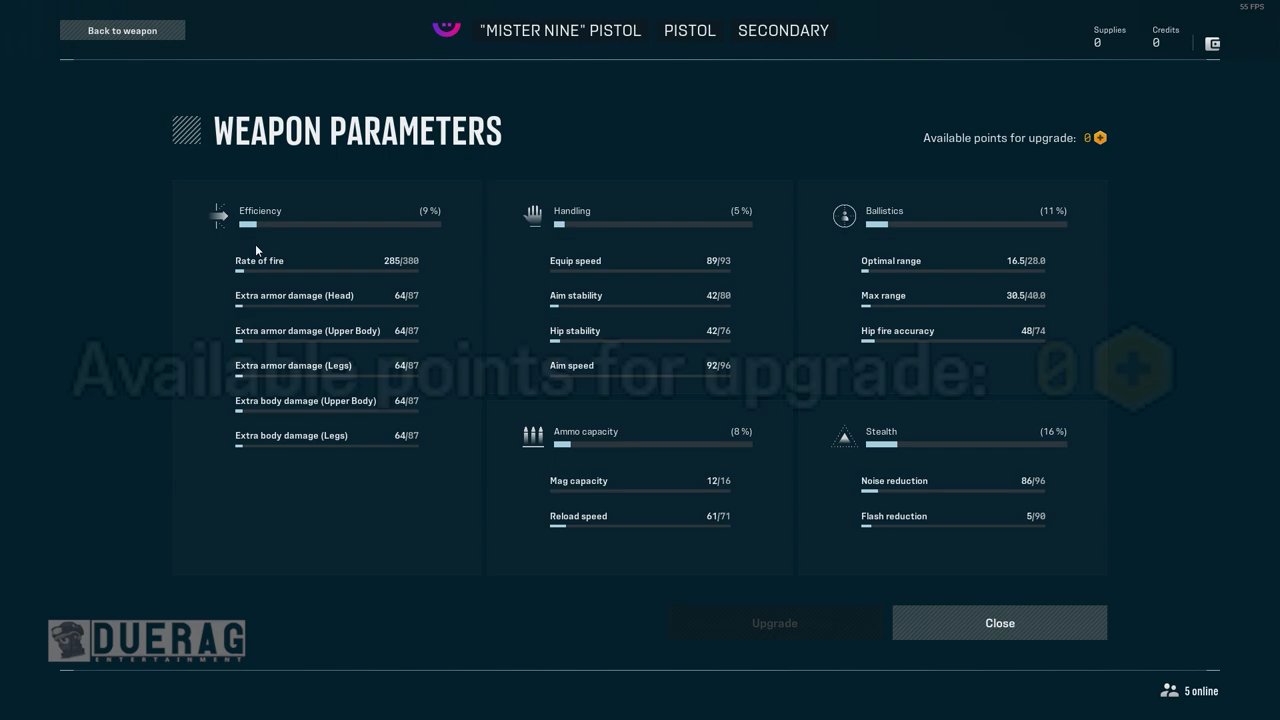 55 FPS
Back to weapon
"MISTER NINE" PISTOL PISTOL SECONDARY
Supplies
0
Credits
0
WEAPON PARAMETERS
Available points for upgrade: 0
Efficiency (9 %)
Rate of fire 285/380
Extra armor damage (Head) 64/87
Extra armor damage (Upper Body) 64/87
Extra armor damage (Legs) 64/87
Extra body damage (Upper Body) 64/87
Extra body damage (Legs) 64/87
Handling (5 %)
Equip speed 89/93
Aim stability 42/80
Hip stability 42/76
Aim speed 92/96
Ammo capacity (8 %)
Mag capacity 12/16
Reload speed 61/71
Ballistics (11 %)
Optimal range 16.5/28.0
Max range 30.5/40.0
Hip fire accuracy 48/74
Stealth (16 %)
Noise reduction 86/96
Flash reduction 5/90
Available points for upgrade: 0
Upgrade
Close
DUERAG
ENTERTAINMENT
5 online